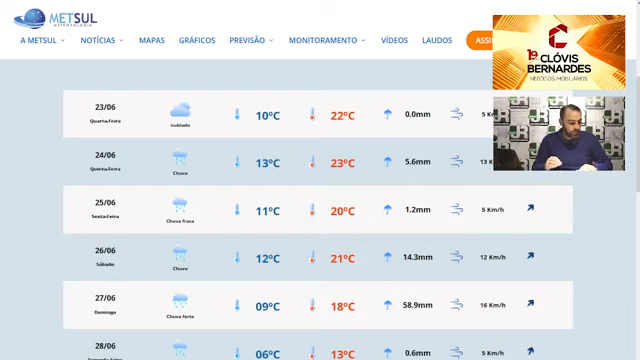 METSUL
METEOROLOGIA
A METSUL NOTÍCIAS MAPAS GRÁFICOS PREVISÃO MONITORAMENTO VÍDEOS LAUDOS
19 CLÓVIS
BERNARDES
NEGÓCIOS IMOBILIÁRIOS
23/06
Quarta-Feira
nublado
10ºC 22ºC 0.0mm
24/06
Quinta-Feira
Chuva
13ºC 23ºC 5.6mm
25/06
Sexta-Feira
Chuva fraca
11ºC 20ºC 1.2mm 5 Km/h
26/06
Sábado
Chuva
12ºC 21ºC 14.3mm 12 Km/h
27/06
Domingo
Chuva forte
09ºC 18ºC 58.9mm 16 Km/h
28/06
06ºC 13ºC 0.6mm 5 Km/h